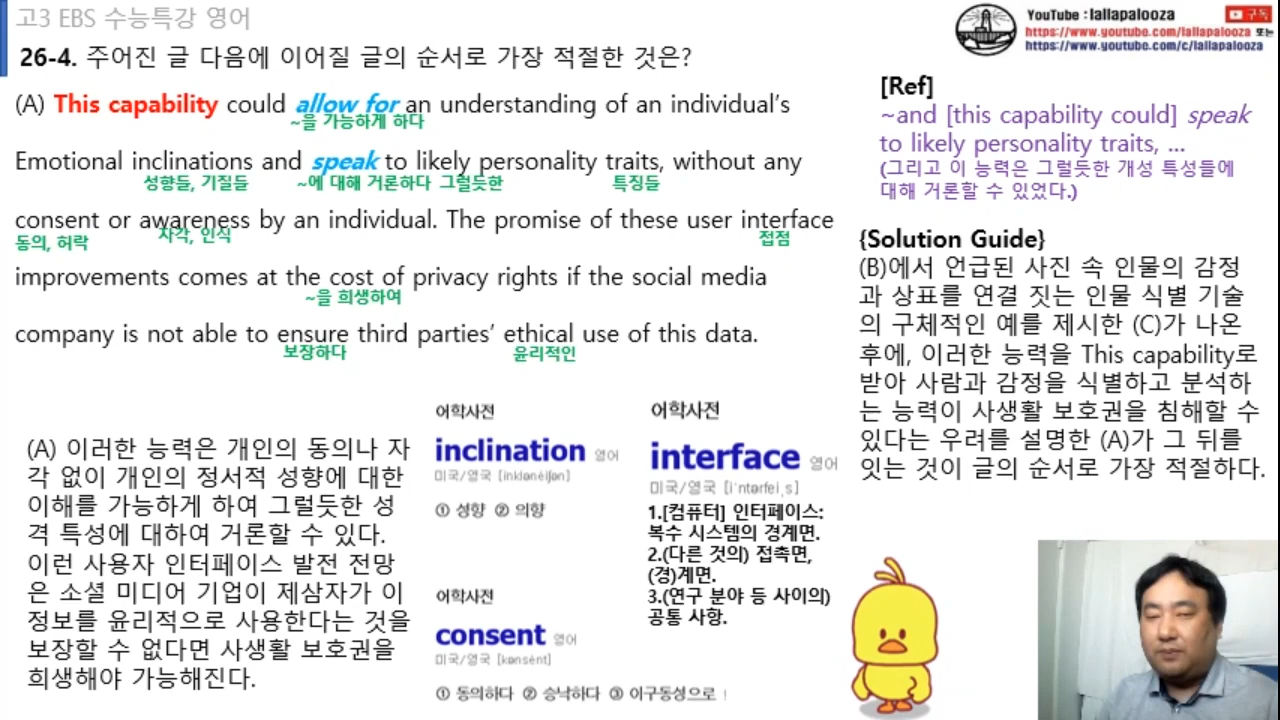 고3 EBS 수능특강 영어
YouTube : lallapalooza
구독
https://www.youtube.com/lallapalooza 또는
https://www.youtube.com/c/lallapalooza
26-4. 주어진 글 다음에 이어질 글의 순서로 가장 적절한 것은?
(A) This capability could allow for an understanding of an individual's
~을 가능하게 하다
Emotional inclinations and speak to likely personality traits, without any
성향들, 기질들 ~에 대해 거론하다 그럴듯한 특징들
consent or awareness by an individual. The promise of these user interface
동의, 허락 자각, 인식 접점
improvements comes at the cost of privacy rights if the social media
~을 희생하여
company is not able to ensure third parties' ethical use of this data.
보장하다 윤리적인
[Ref]
~and [this capability could] speak
to likely personality traits, ...
(그리고 이 능력은 그럴듯한 개성 특성들에
대해 거론할 수 있었다.)
{Solution Guide}
(B)에서 언급된 사진 속 인물의 감정
과 상표를 연결 짓는 인물 식별 기술
의 구체적인 예를 제시한 (C)가 나온
후에, 이러한 능력을 This capability로
받아 사람과 감정을 식별하고 분석하
는 능력이 사생활 보호권을 침해할 수
있다는 우려를 설명한 (A)가 그 뒤를
잇는 것이 글의 순서로 가장 적절하다.
(A) 이러한 능력은 개인의 동의나 자
각 없이 개인의 정서적 성향에 대한
이해를 가능하게 하여 그럴듯한 성
격 특성에 대하여 거론할 수 있다.
이런 사용자 인터페이스 발전 전망
은 소셜 미디어 기업이 제삼자가 이
정보를 윤리적으로 사용한다는 것을
보장할 수 없다면 사생활 보호권을
희생해야 가능해진다.
어학사전
inclination 영어
미국/영국 [inklənéiʃən]
① 성향 ② 의향
어학사전
consent 영어
미국/영국 [kənsént]
① 동의하다 ② 승낙하다 ③ 이구동성으로
어학사전
interface 영어
미국/영국 [í'ntərfei,s]
1.[컴퓨터] 인터페이스:
복수 시스템의 경계면.
2.(다른 것의) 접촉면,
(경)계면.
3.(연구 분야 등 사이의)
공통 사항.